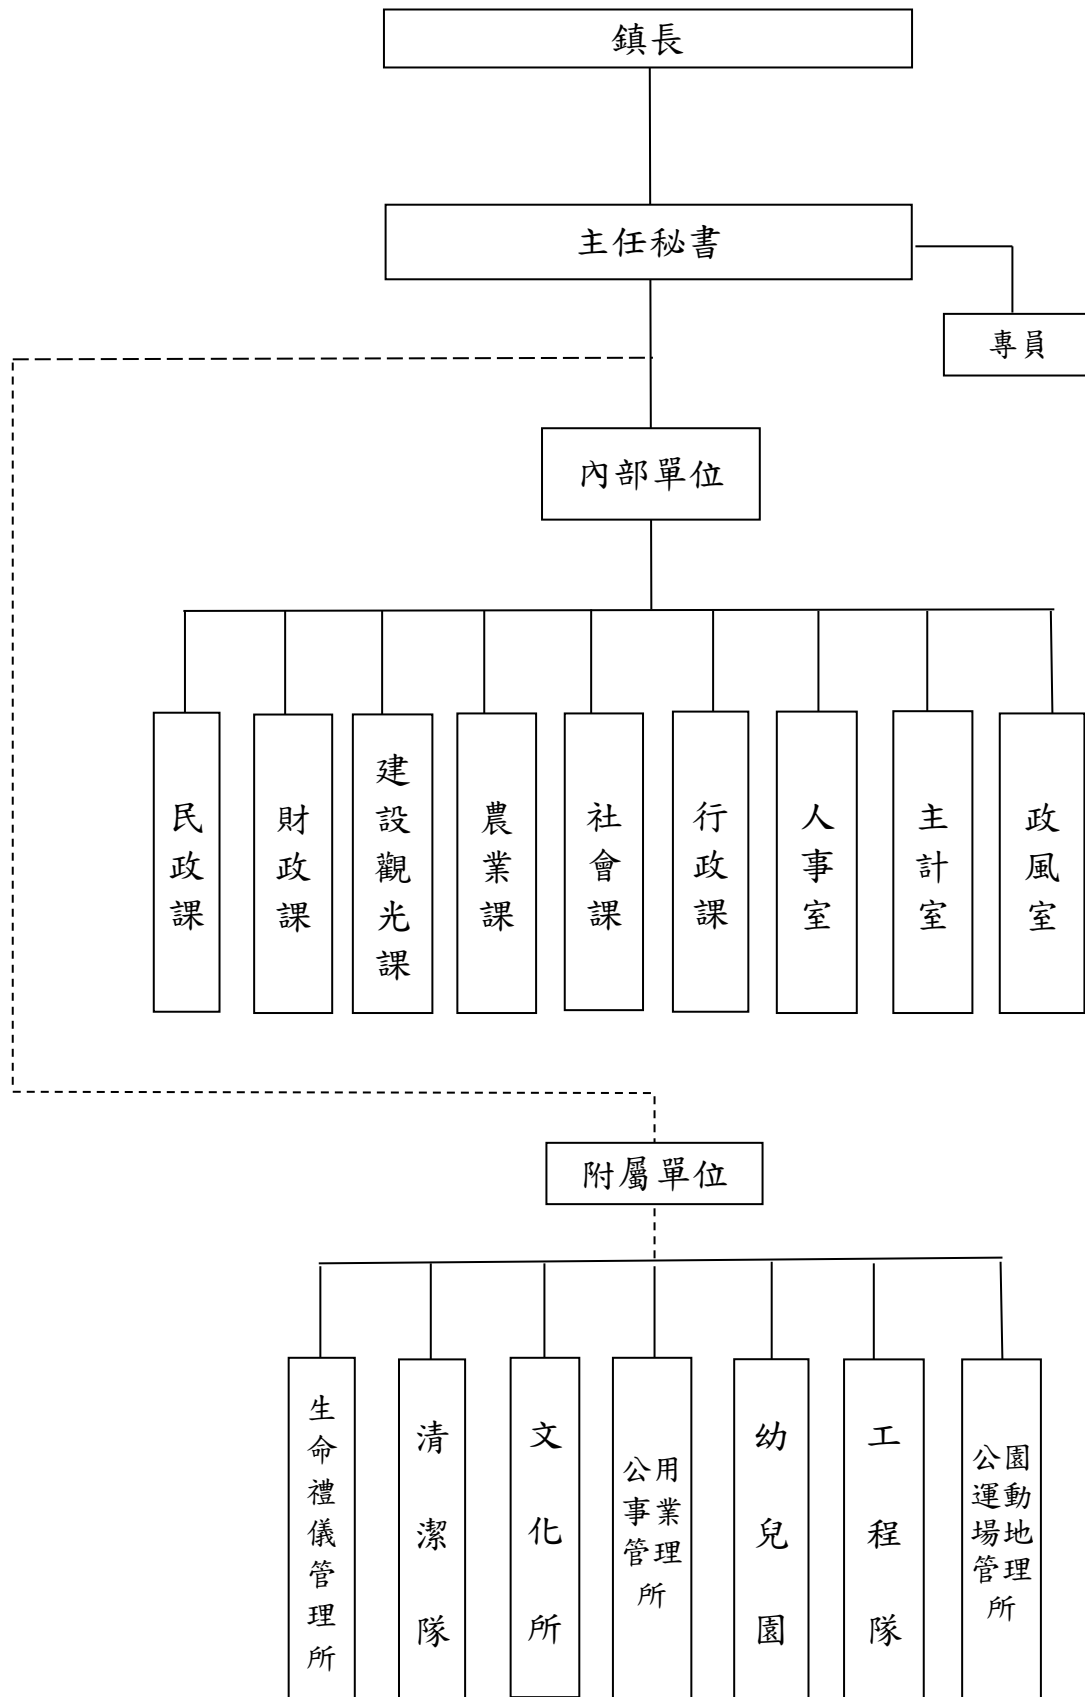 鎮長
主任秘書
專員
內部單位
民政課
財政課
建設觀光課
農業課
社會課
行政課
人事室
主計室
政風室
附屬單位
生命禮儀管理所
清潔隊
文化所
公用事業管理所
幼兒園
工程隊
公園運動場地管理所